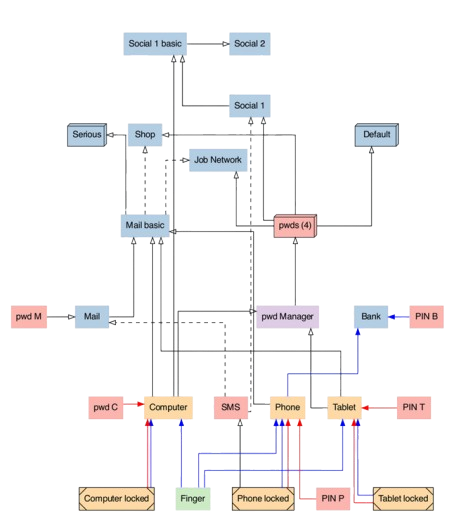 Social 1 basic
Social 2
Social 1
Serious
Shop
Default
Job Network
Mail basic
pwds (4)
pwd M
Mail
pwd Manager
Bank
PIN B
pwd C
Computer
SMS
Phone
Tablet
PIN T
Computer locked
Finger
Phone locked
PIN P
Tablet locked